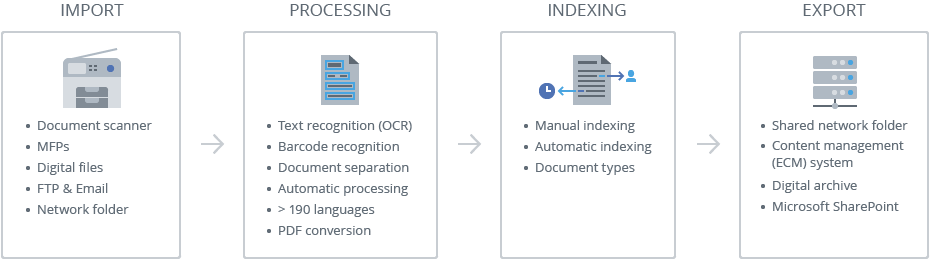 IMPORT
• Document scanner
• MFPs
• Digital files
• FTP & Email
• Network folder
PROCESSING
• Text recognition (OCR)
• Barcode recognition
• Document separation
• Automatic processing
• > 190 languages
• PDF conversion
INDEXING
• Manual indexing
• Automatic indexing
• Document types
EXPORT
• Shared network folder
• Content management
(ECM) system
• Digital archive
• Microsoft SharePoint